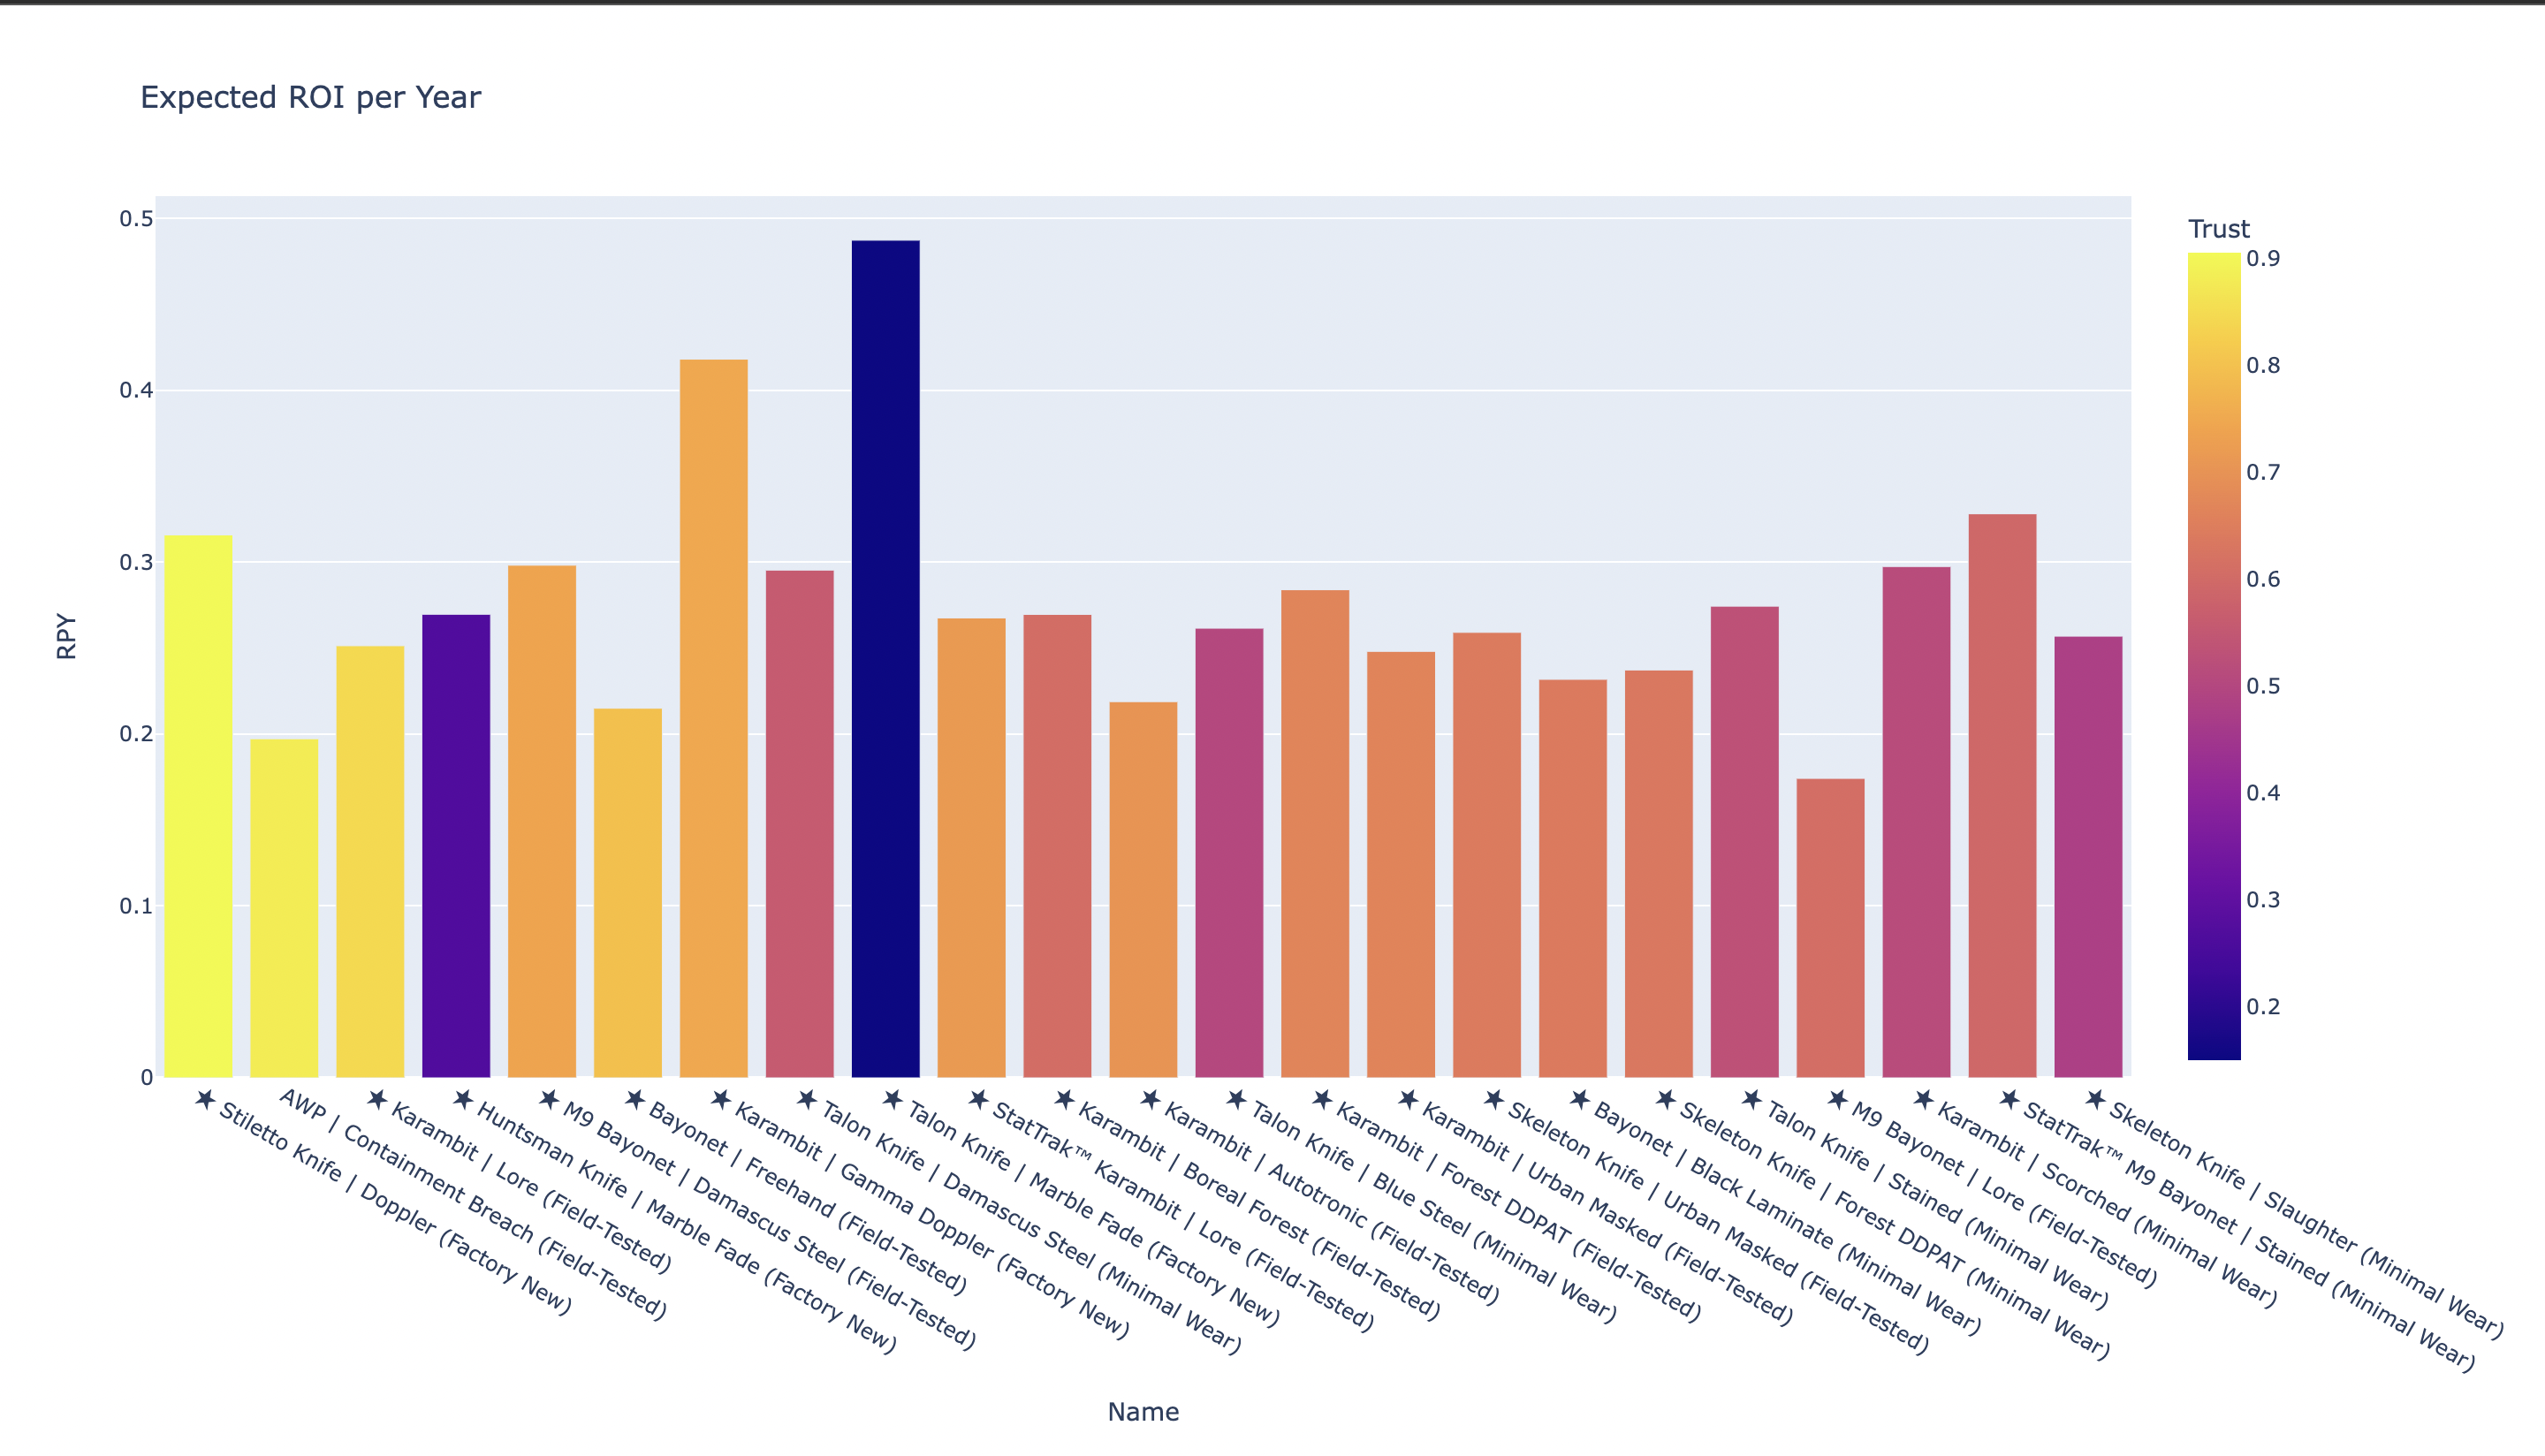 Expected ROI per Year
RPY
0.5
0.4
0.3
0.2
0.1
0
★ Stiletto Knife | Doppler (Factory New)
AWP | Containment Breach (Field-Tested)
★ Karambit | Lore (Field-Tested)
★ Huntsman Knife | Marble Fade (Factory New)
★ M9 Bayonet | Damascus Steel (Field-Tested)
★ Bayonet | Freehand (Field-Tested)
★ Karambit | Gamma Doppler (Factory New)
★ Talon Knife | Damascus Steel (Minimal Wear)
★ Talon Knife | Marble Fade (Factory New)
★ StatTrak™ Karambit | Lore (Field-Tested)
★ Karambit | Boreal Forest (Field-Tested)
★ Karambit | Autotronic (Field-Tested)
★ Talon Knife | Blue Steel (Minimal Wear)
★ Karambit | Forest DDPAT (Field-Tested)
★ Karambit | Urban Masked (Field-Tested)
★ Skeleton Knife | Urban Masked (Field-Tested)
★ Bayonet | Black Laminate (Minimal Wear)
★ Skeleton Knife | Forest DDPAT (Minimal Wear)
★ Talon Knife | Stained (Minimal Wear)
★ M9 Bayonet | Lore (Field-Tested)
★ Karambit | Scorched (Minimal Wear)
★ StatTrak™ M9 Bayonet | Stained (Minimal Wear)
★ Skeleton Knife | Slaughter (Minimal Wear)
Name
Trust
0.9
0.8
0.7
0.6
0.5
0.4
0.3
0.2